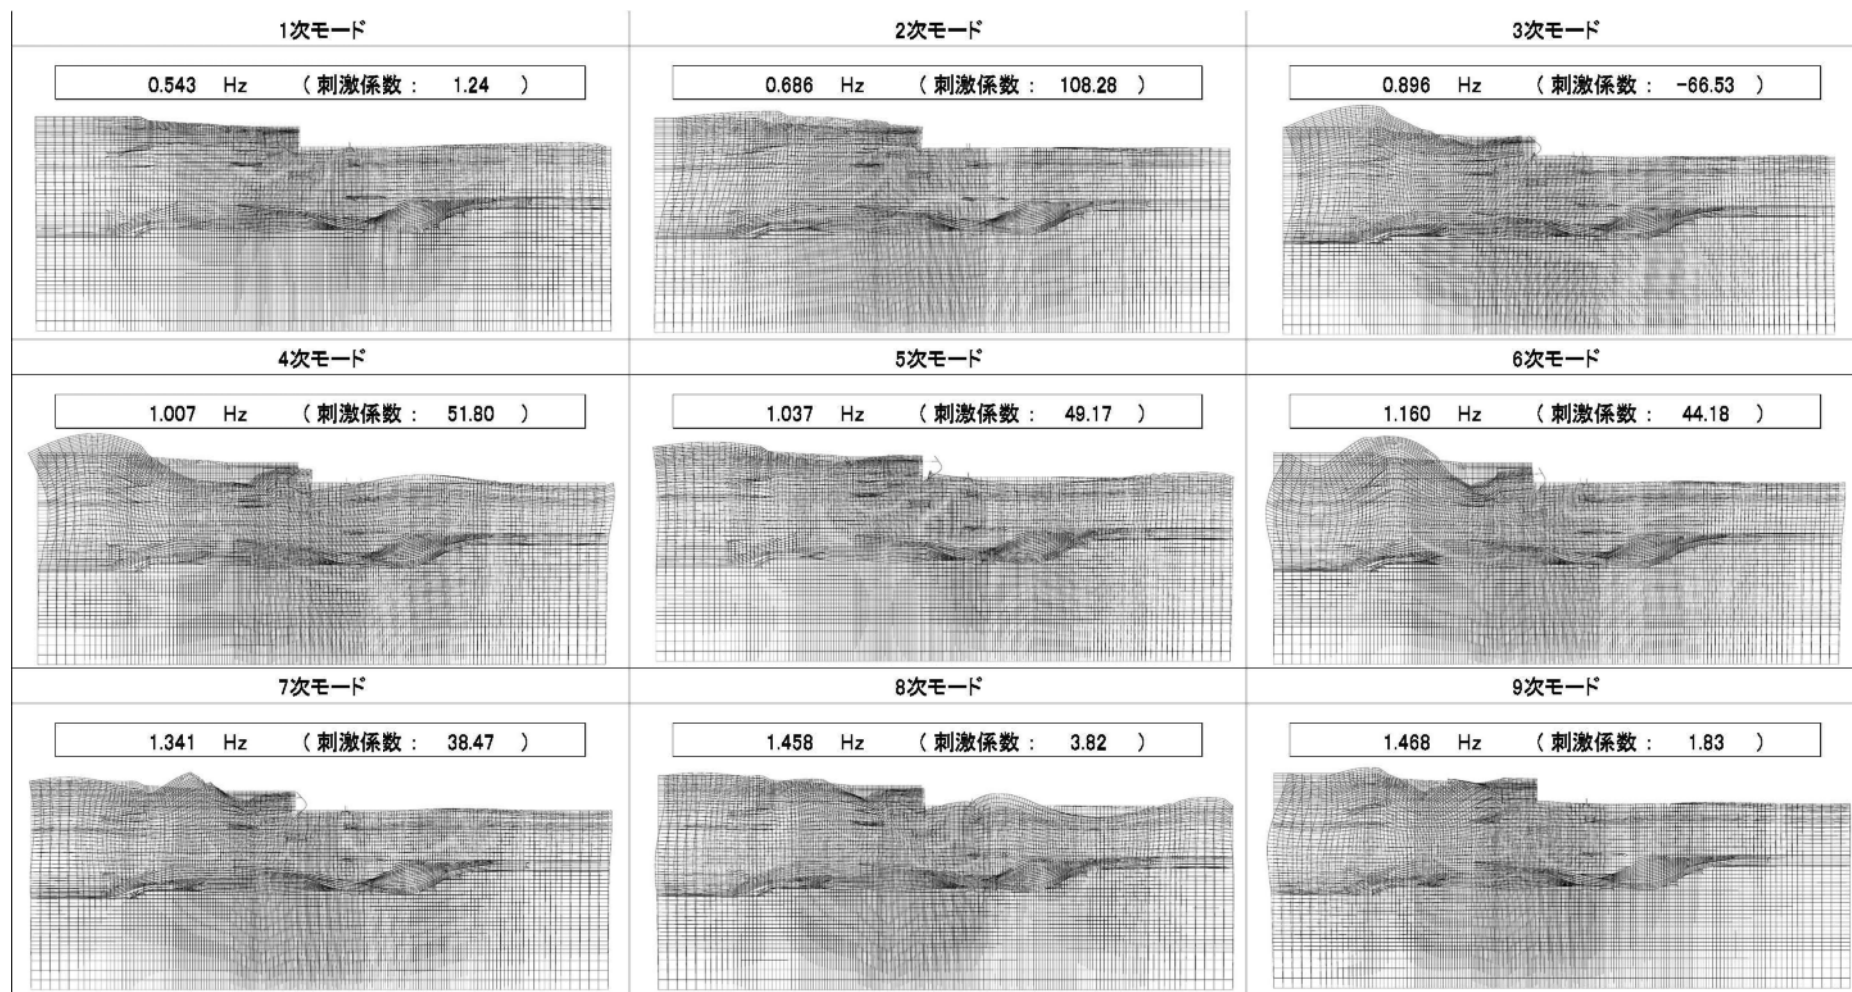 1次モード
2次モード
3次モード
0.543 Hz ( 刺激係数 : 1.24 )
0.686 Hz ( 刺激係数 : 108.28 )
0.896 Hz ( 刺激係数 : -66.53 )
4次モード
5次モード
6次モード
1.007 Hz ( 刺激係数 : 51.80 )
1.037 Hz ( 刺激係数 : 49.17 )
1.160 Hz ( 刺激係数 : 44.18 )
7次モード
8次モード
9次モード
1.341 Hz ( 刺激係数 : 38.47 )
1.458 Hz ( 刺激係数 : 3.82 )
1.468 Hz ( 刺激係数 : 1.83 )